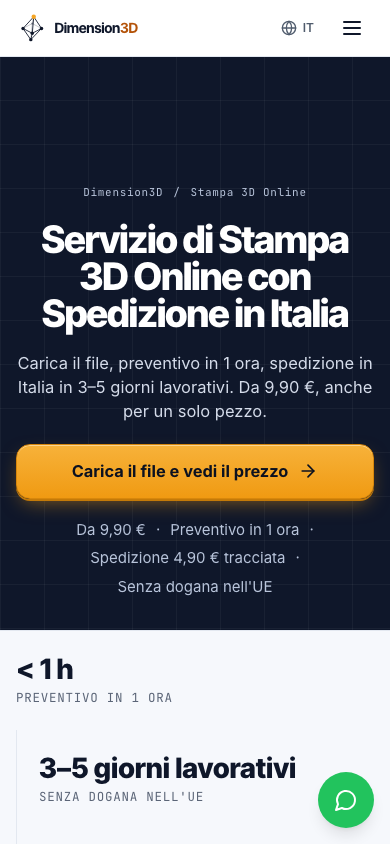 Dimension3D
IT
Dimension3D / Stampa 3D Online
Servizio di Stampa
3D Online con
Spedizione in Italia
Carica il file, preventivo in 1 ora, spedizione in
Italia in 3–5 giorni lavorativi. Da 9,90 €, anche
per un solo pezzo.
Carica il file e vedi il prezzo
Da 9,90 € · Preventivo in 1 ora ·
Spedizione 4,90 € tracciata ·
Senza dogana nell'UE
< 1 h
PREVENTIVO IN 1 ORA
3–5 giorni lavorativi
SENZA DOGANA NELL'UE